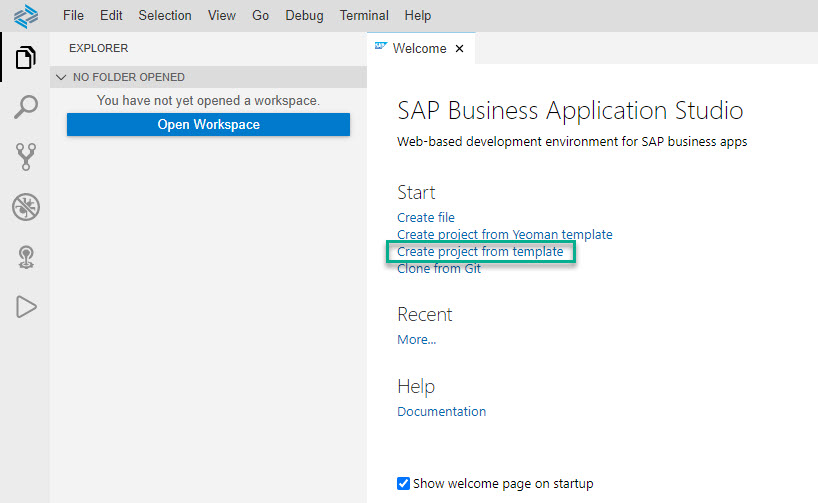 File Edit Selection View Go Debug Terminal Help
EXPLORER
NO FOLDER OPENED
You have not yet opened a workspace.
Open Workspace
SAP Welcome ×
SAP Business Application Studio
Web-based development environment for SAP business apps
Start
Create file
Create project from Yeoman template
Create project from template
Clone from Git
Recent
More...
Help
Documentation
Show welcome page on startup